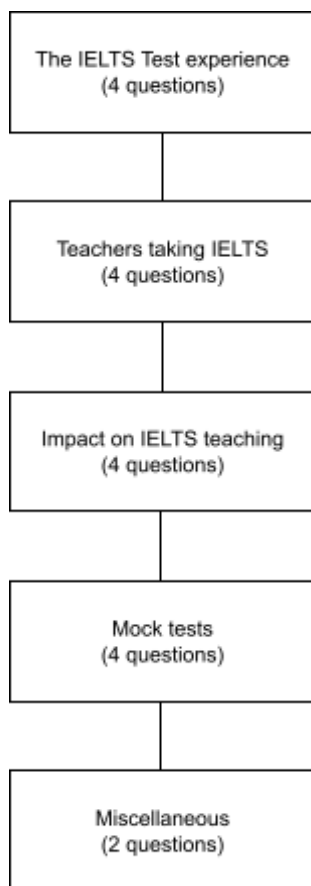 The IELTS Test experience
(4 questions)
Teachers taking IELTS
(4 questions)
Impact on IELTS teaching
(4 questions)
Mock tests
(4 questions)
Miscellaneous
(2 questions)